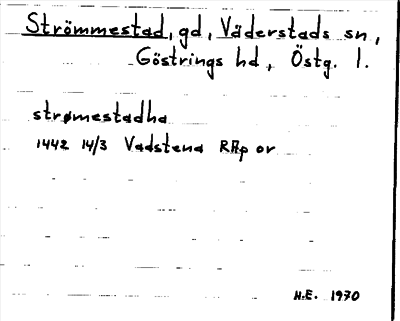 Strömmestad, gd, Väderstads sn,
Göstrings hd, Östg. l.
strømestadha
1442 14/3 Vadstena RAp or
H.E. 1970